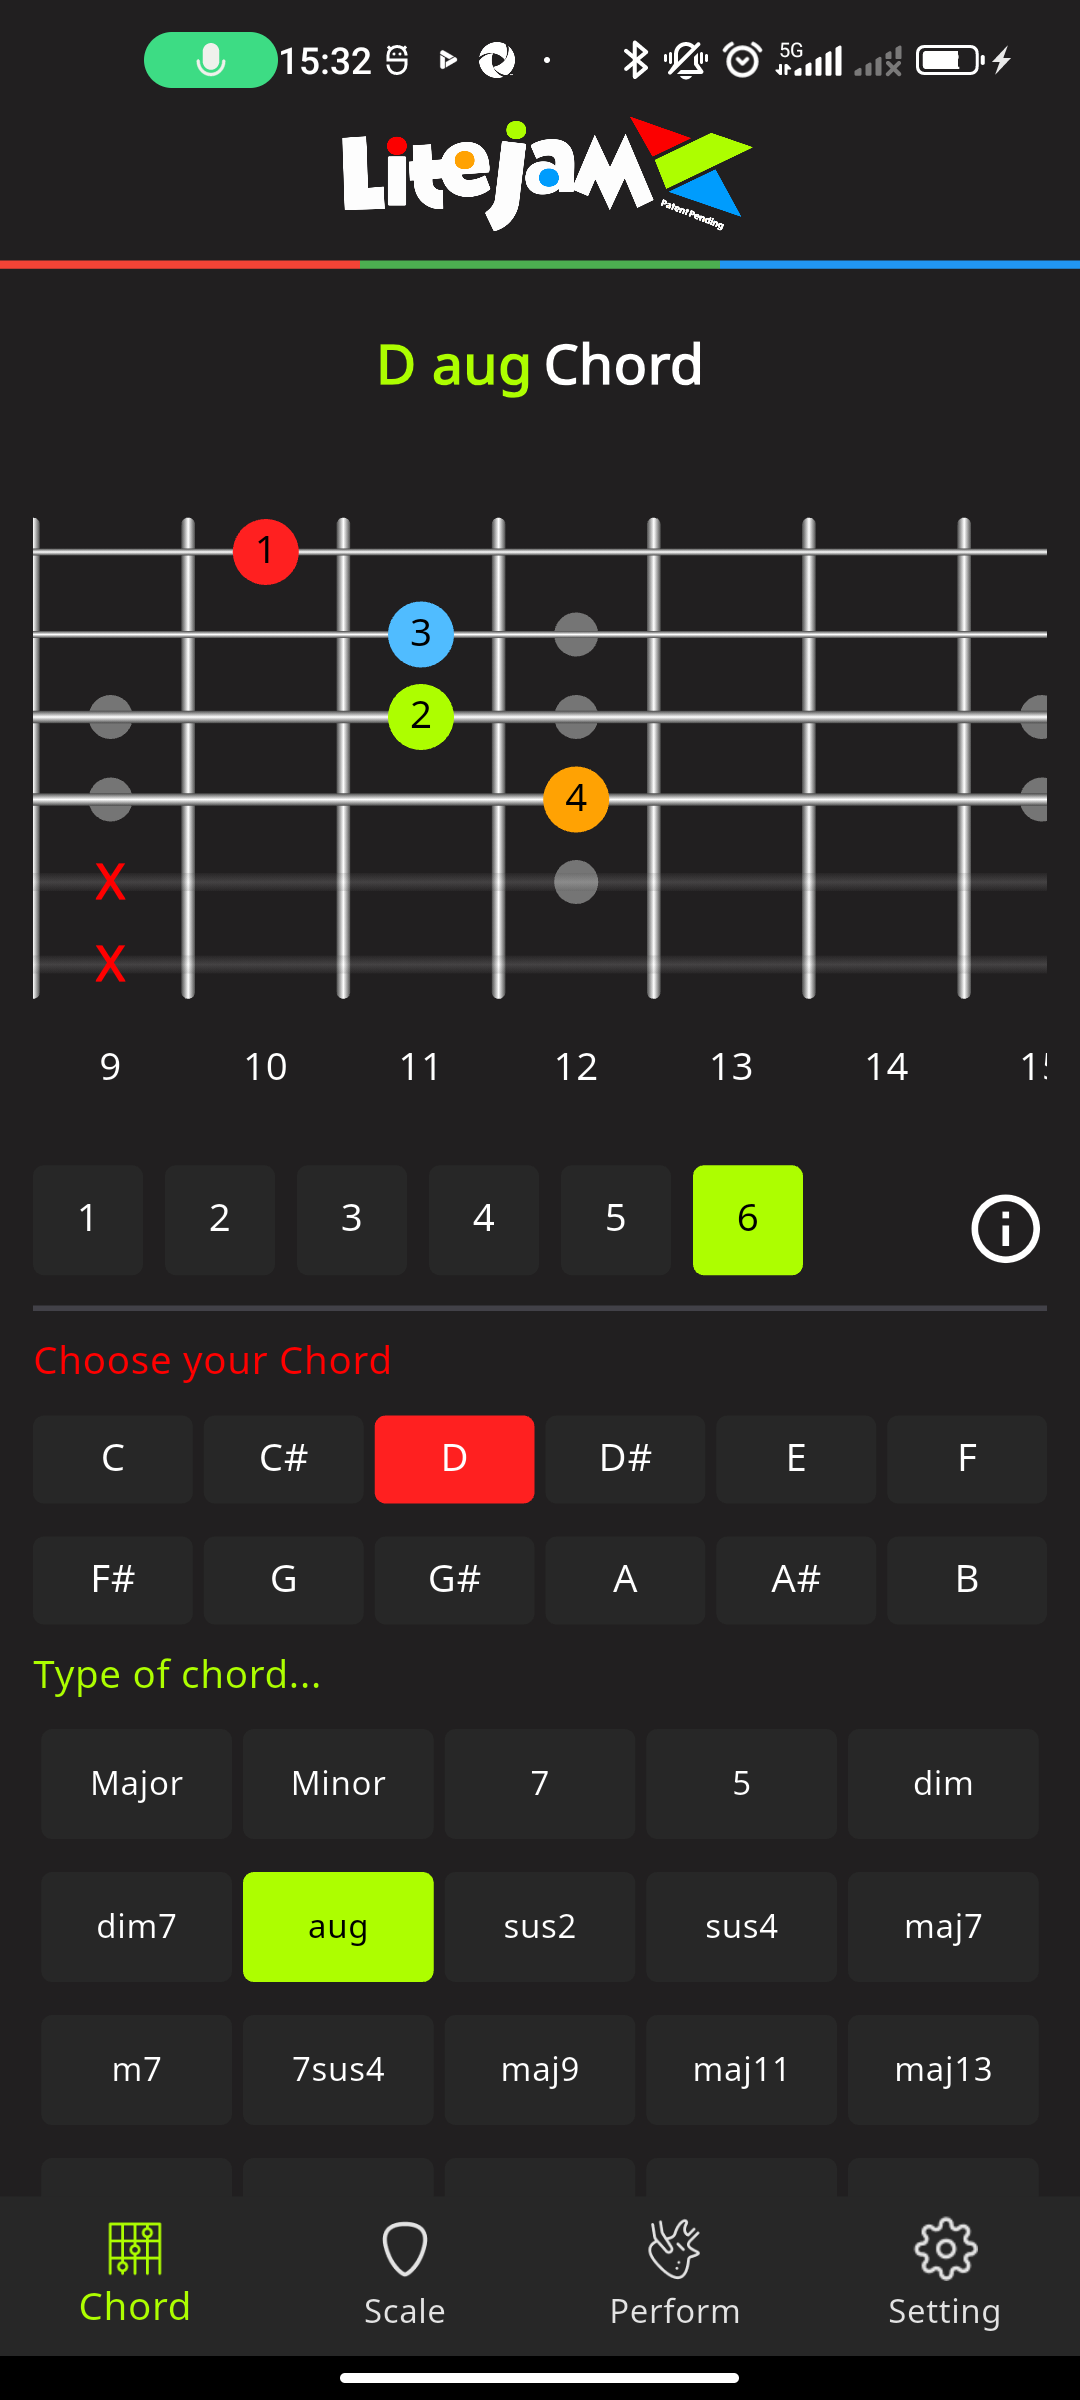 15:32 5G
Litejam
Patent Pending
D aug Chord
1
3
2
4
X
X
9 10 11 12 13 14 15
1 2 3 4 5 6
Choose your Chord
C C# D D# E F
F# G G# A A# B
Type of chord...
Major Minor 7 5 dim
dim7 aug sus2 sus4 maj7
m7 7sus4 maj9 maj11 maj13
Chord Scale Perform Setting